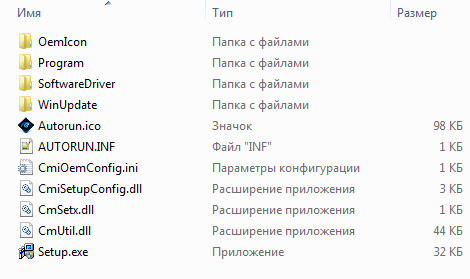 Имя Тип Размер
OemIcon Папка с файлами
Program Папка с файлами
SoftwareDriver Папка с файлами
WinUpdate Папка с файлами
Autorun.ico Значок 98 КБ
AUTORUN.INF Файл "INF" 1 КБ
CmiOemConfig.ini Параметры конфигурации 1 КБ
CmiSetupConfig.dll Расширение приложения 3 КБ
CmSetx.dll Расширение приложения 1 КБ
CmUtil.dll Расширение приложения 44 КБ
Setup.exe Приложение 32 КБ